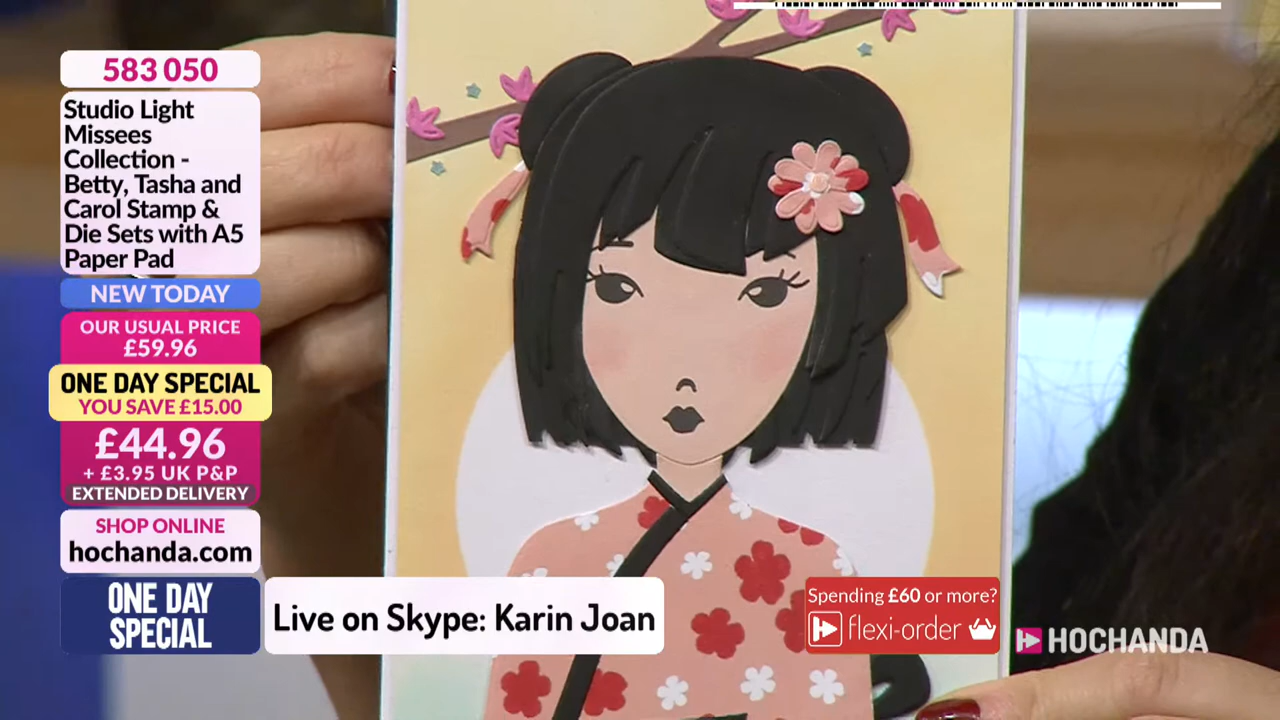 583 050
Studio Light
Missees
Collection -
Betty, Tasha and
Carol Stamp &
Die Sets with A5
Paper Pad
NEW TODAY
OUR USUAL PRICE
£59.96
ONE DAY SPECIAL
YOU SAVE £15.00
£44.96
+ £3.95 UK P&P
EXTENDED DELIVERY
SHOP ONLINE
hochanda.com
ONE DAY
SPECIAL
Live on Skype: Karin Joan
Spending £60 or more?
flexi-order
HOCHANDA